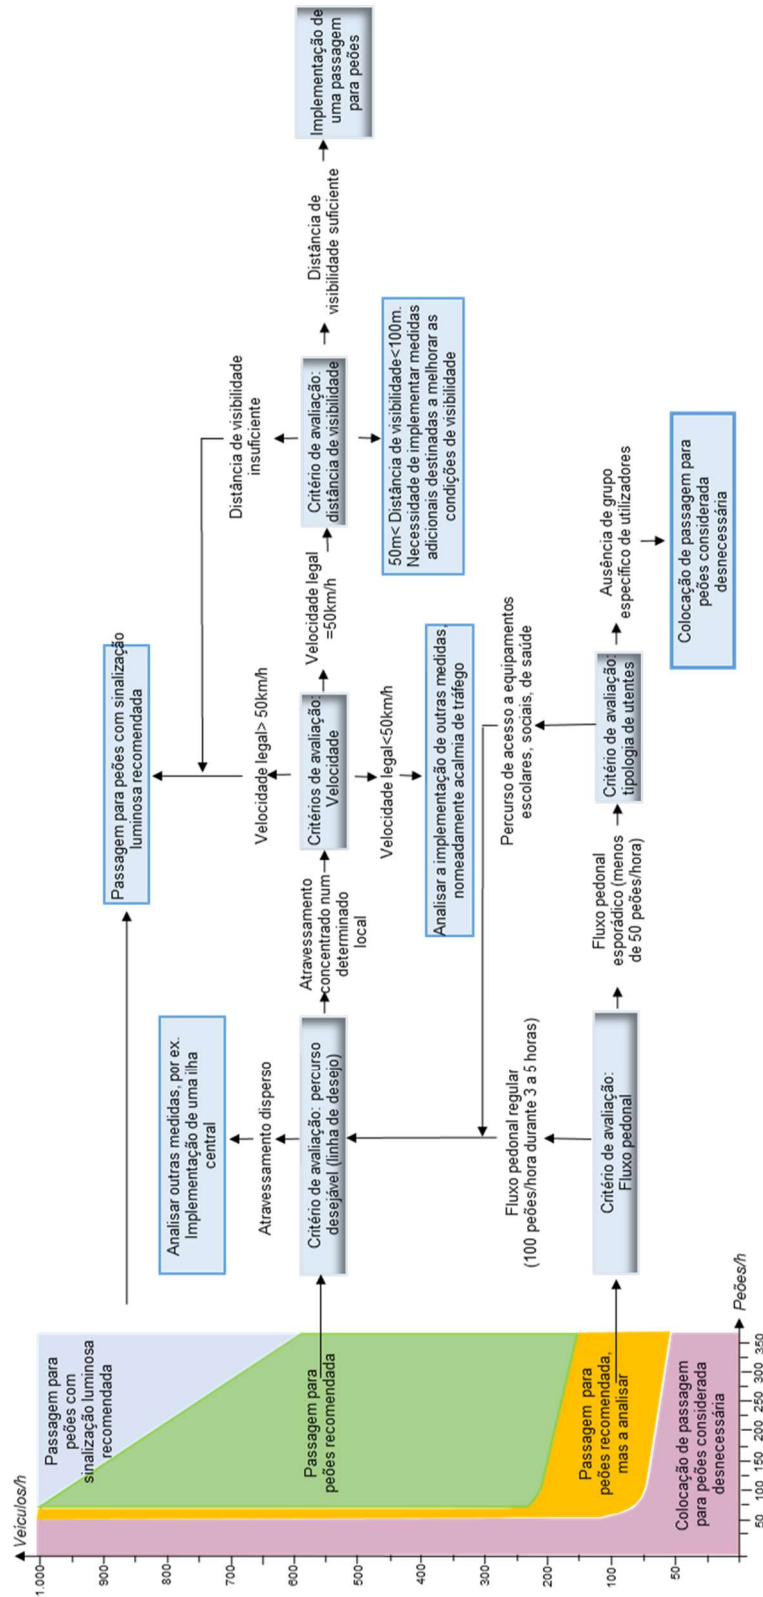 Veiculos/h
1.000
900
800
700
600
500
400
300
200
100
50
50
100
150
200
250
300
350
Peões/h
Passagem para
peões com
sinalização luminosa
recomendada
Passagem para
peões recomendada
Passagem para
peões recomendada,
mas a analisar
Colocação de passagem
para peões considerada
desnecessária
Passagem para peões com sinalização
luminosa recomendada
Analisar outras medidas, por ex.
Implementação de uma ilha
central
Atravessamento disperso
Critério de avaliação: percurso
desejável (linha de desejo)
Atravessamento
concentrado num
determinado
local
Velocidade legal> 50km/h
Critérios de avaliação:
Velocidade
Velocidade legal<50km/h
Analisar a implementação de outras medidas,
nomeadamente acalmia de tráfego
Velocidade legal
=50km/h
Distância de visibilidade
insuficiente
Critério de avaliação:
distância de visibilidade
50m< Distância de visibilidade<100m.
Necessidade de implementar medidas
adicionais destinadas a melhorar as
condições de visibilidade
Distância de
visibilidade suficiente
Implementação de
uma passagem
para peões
Fluxo pedonal regular
(100 peões/hora durante 3 a 5 horas)
Critério de avaliação:
Fluxo pedonal
Fluxo pedonal
esporádico (menos
de 50 peões/hora)
Percurso de acesso a equipamentos
escolares, sociais, de saúde
Critério de avaliação:
tipologia de utentes
Ausência de grupo
específico de utilizadores
Colocação de passagem para
peões considerada
desnecessária